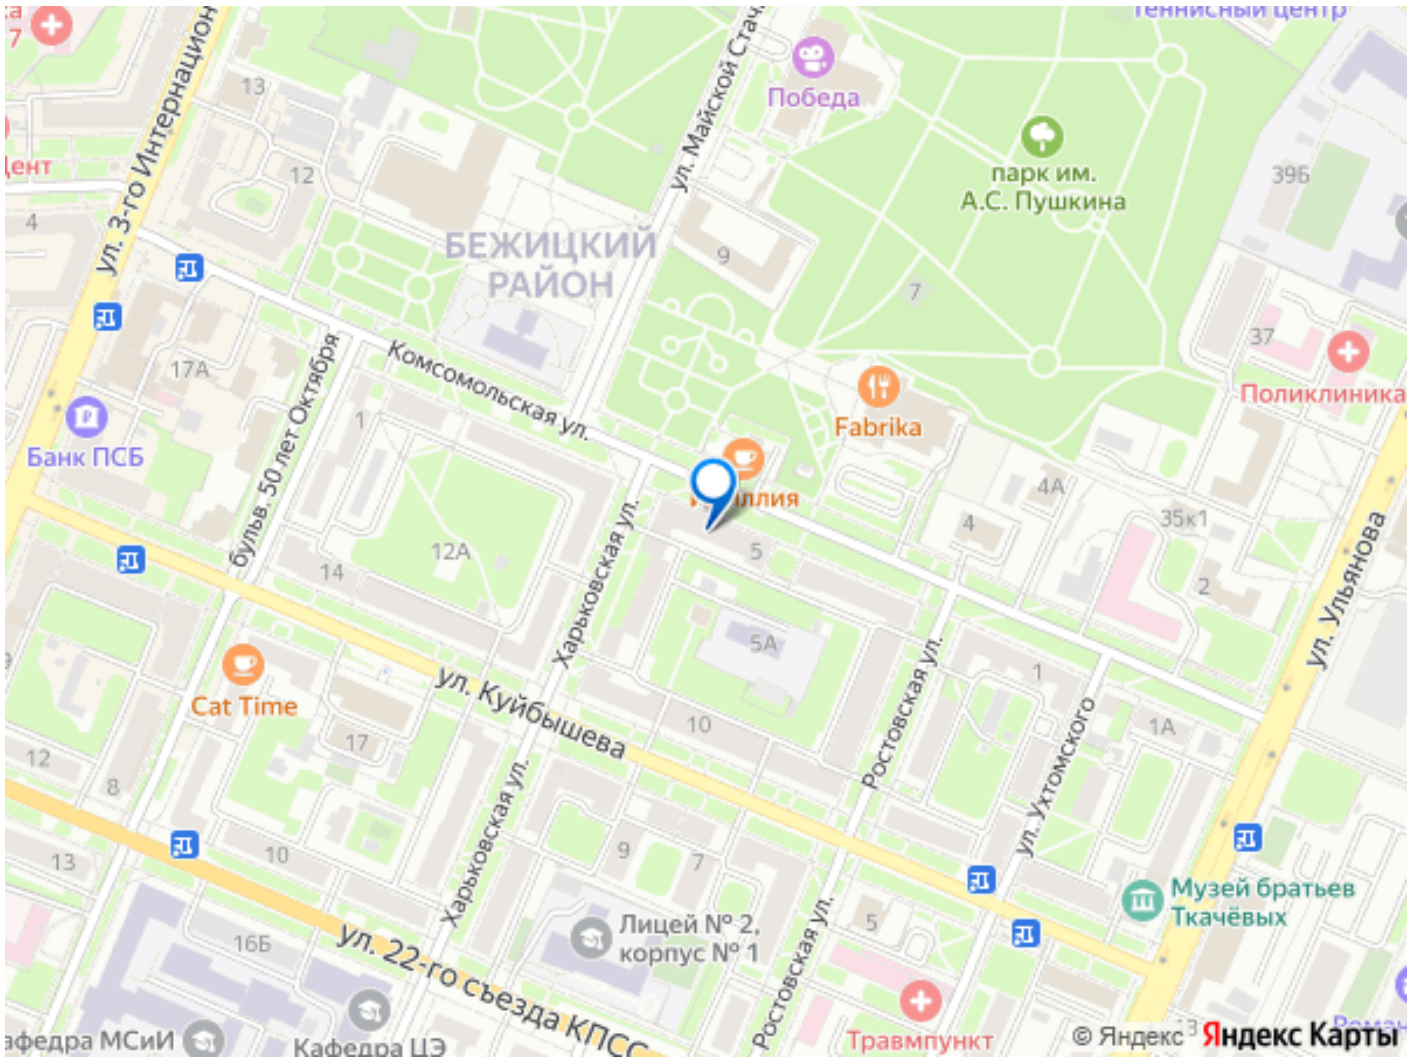 Теннисный центр
7
ул. 3-го Интернацион
13
ул. Майской Стач
Победа
парк им.
А.С. Пушкина
39Б
12
4
БЕЖИЦКИЙ
РАЙОН
9
7
37
Поликлиника
17А
Комсомольская ул.
Fabrika
Банк ПСБ
1
бульв. 50 лет Октября
4А
4
35к1
12А
Харьковская ул.
5
2
ул. Ульянова
14
5А
1
Cat Time
ул. Куйбышева
10
Ростовская ул.
ул. Ухтомского
1А
17
12
8
Харьковская ул.
13
10
9
7
Музей братьев
Ткачёвых
5
Лицей № 2,
корпус № 1
16Б
ул. 22-го съезда КПСС
Ростовская ул.
Травмпункт
афедра МСиИ
Кафедра ЦЭ
© Яндекс
Яндекс Карты